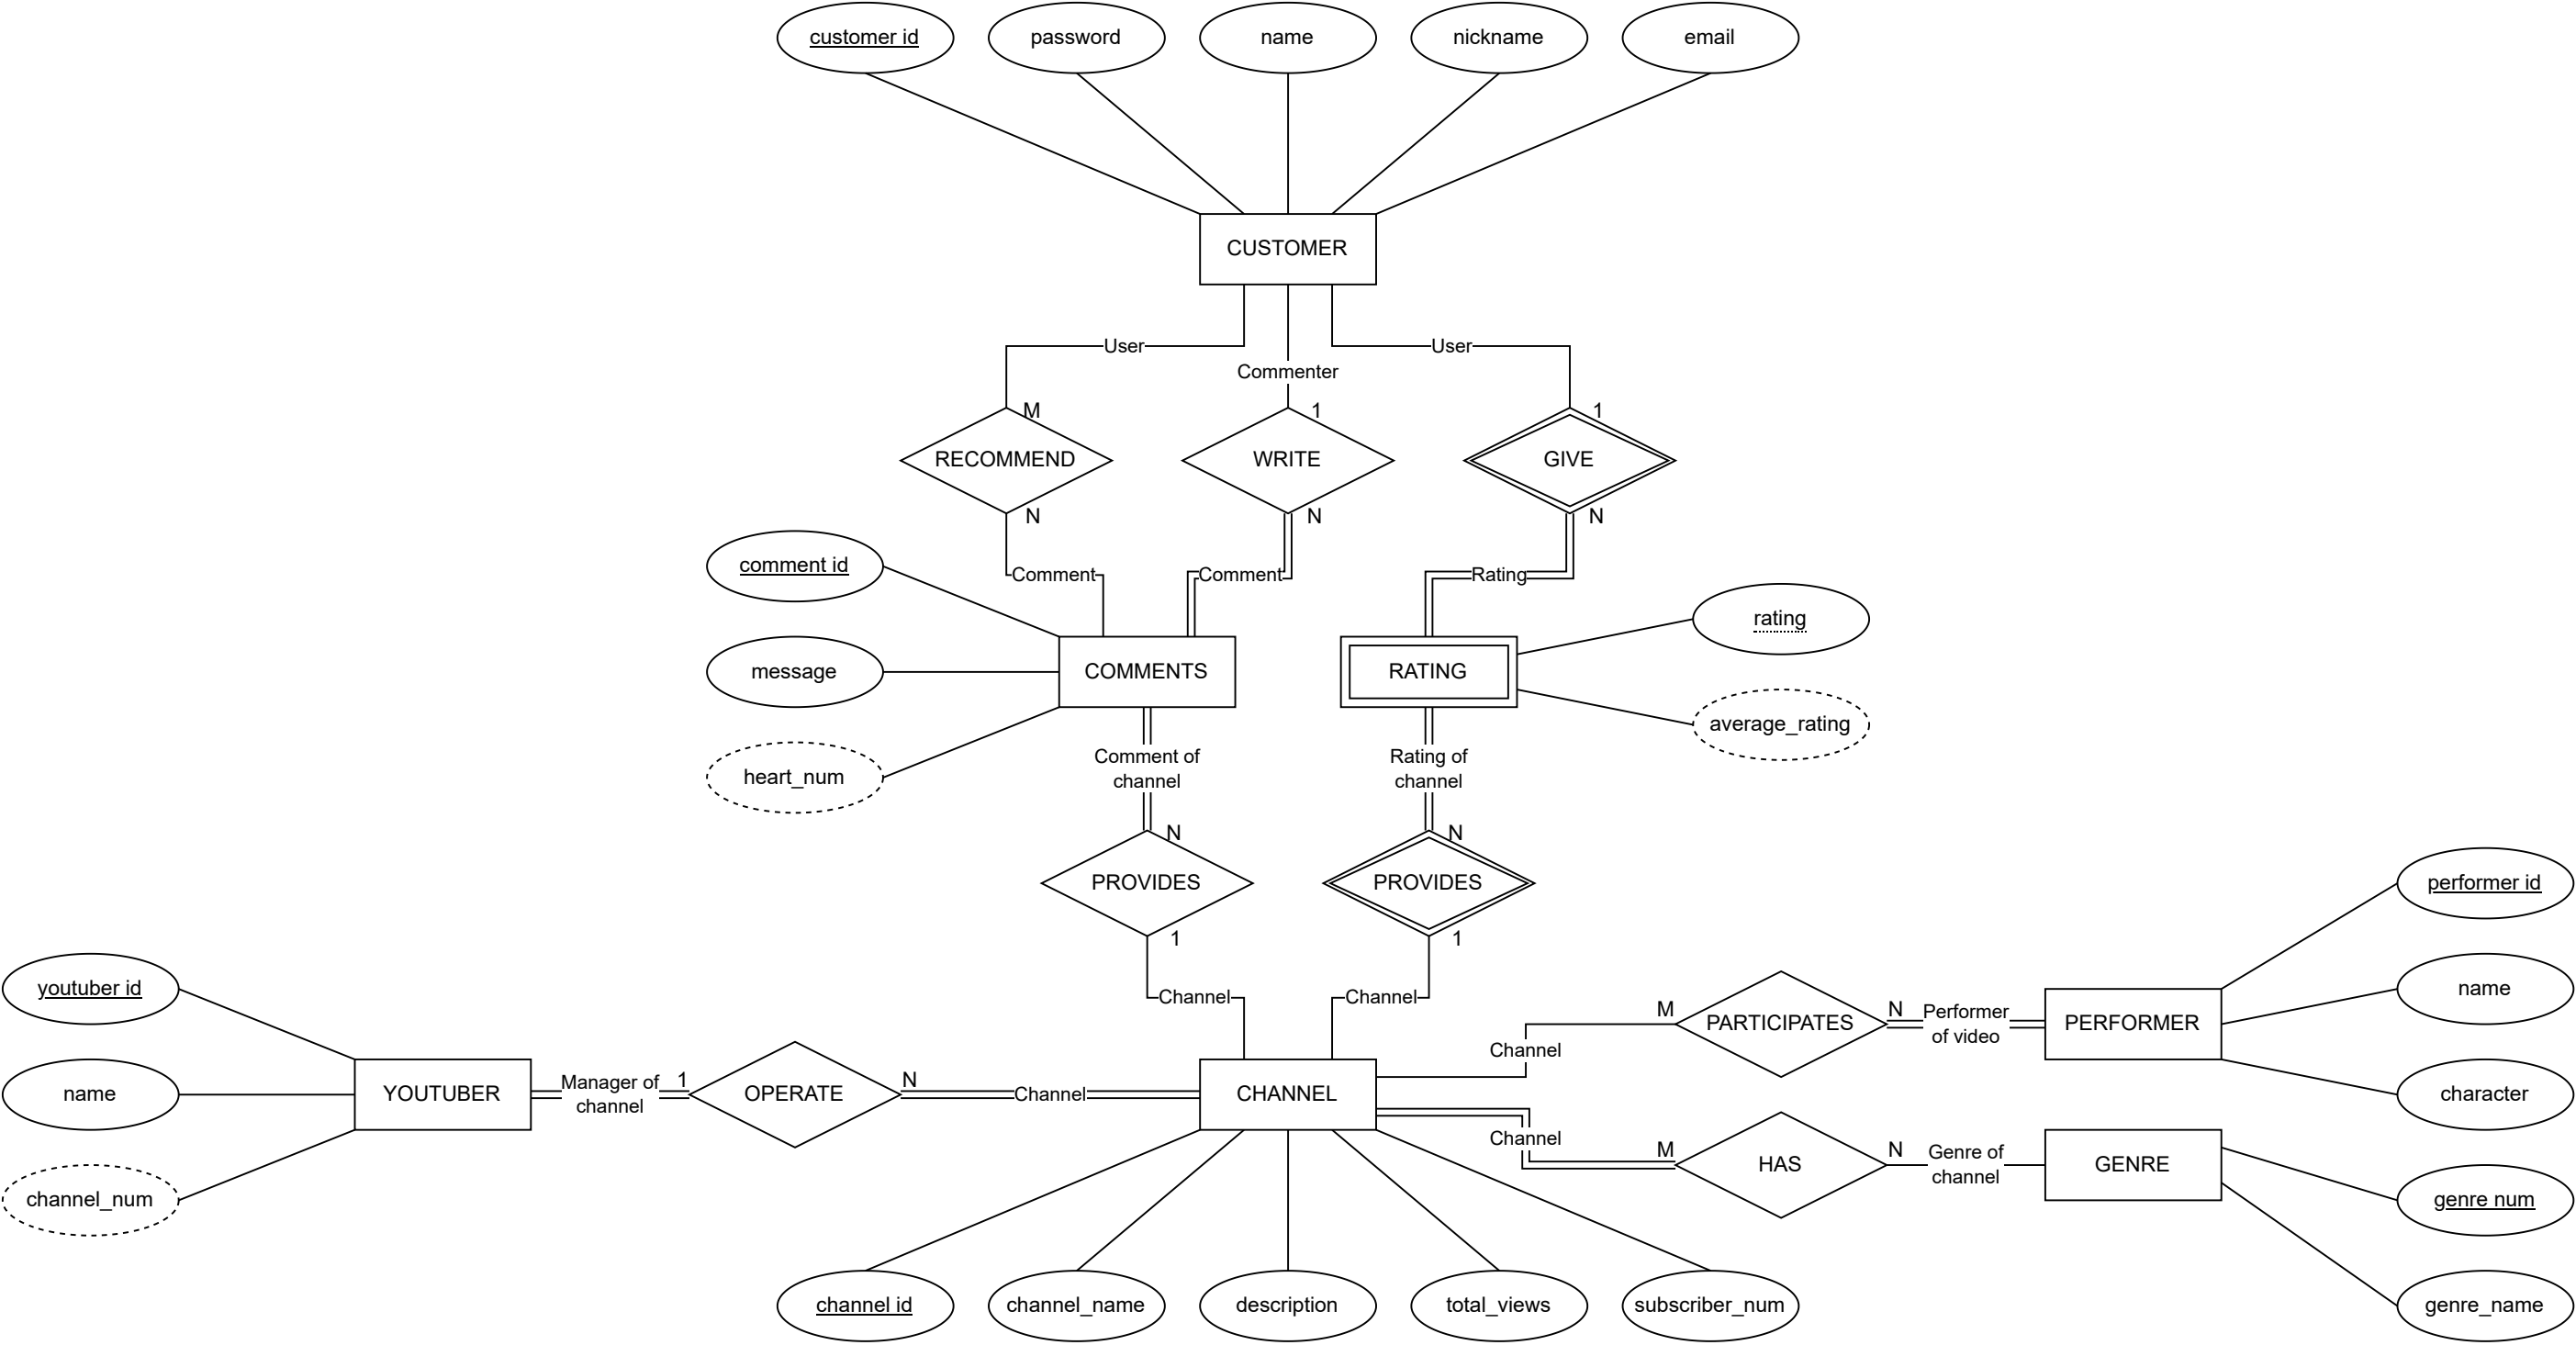 customer id
password
name
nickname
email
CUSTOMER
User
Commenter
User
M
1
1
RECOMMEND
WRITE
GIVE
N
N
N
Comment
Comment
Rating
comment id
message
heart_num
COMMENTS
RATING
rating
average_rating
Comment of
channel
Rating of
channel
N
N
PROVIDES
PROVIDES
1
1
Channel
Channel
youtuber id
name
channel_num
YOUTUBER
Manager of
channel
1
OPERATE
N
Channel
CHANNEL
Channel
M
PARTICIPATES
N
Performer
of video
PERFORMER
performer id
name
character
Channel
M
HAS
N
Genre of
channel
GENRE
genre num
genre_name
channel id
channel_name
description
total_views
subscriber_num